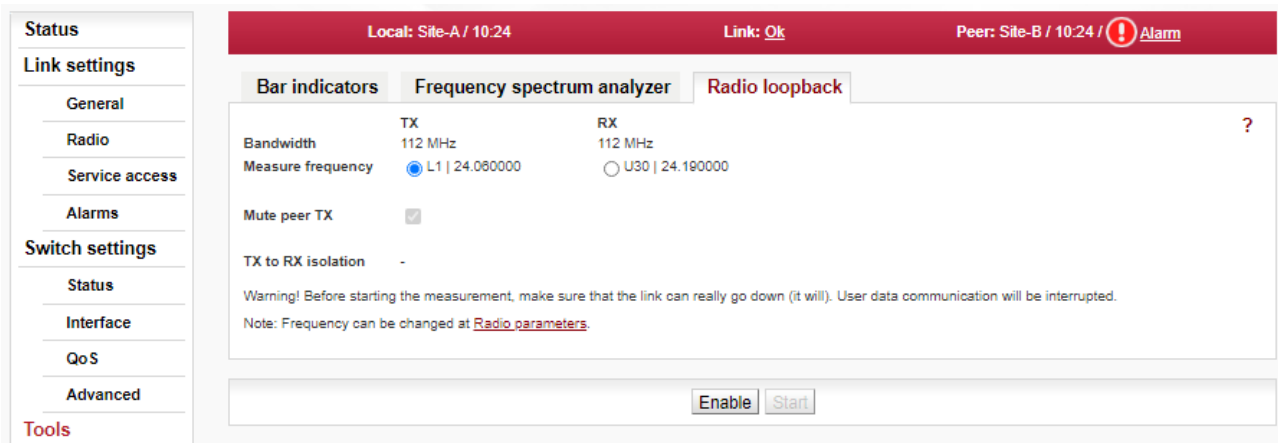 Status
Link settings
General
Radio
Service access
Alarms
Switch settings
Status
Interface
QoS
Advanced
Tools
Local: Site-A / 10:24 Link: Ok Peer: Site-B / 10:24 / ! Alarm
Bar indicators Frequency spectrum analyzer Radio loopback
TX RX ?
Bandwidth 112 MHz 112 MHz
Measure frequency L1 | 24.060000 U30 | 24.190000
Mute peer TX
TX to RX isolation -
Warning! Before starting the measurement, make sure that the link can really go down (it will). User data communication will be interrupted.
Note: Frequency can be changed at Radio parameters.
Enable Start